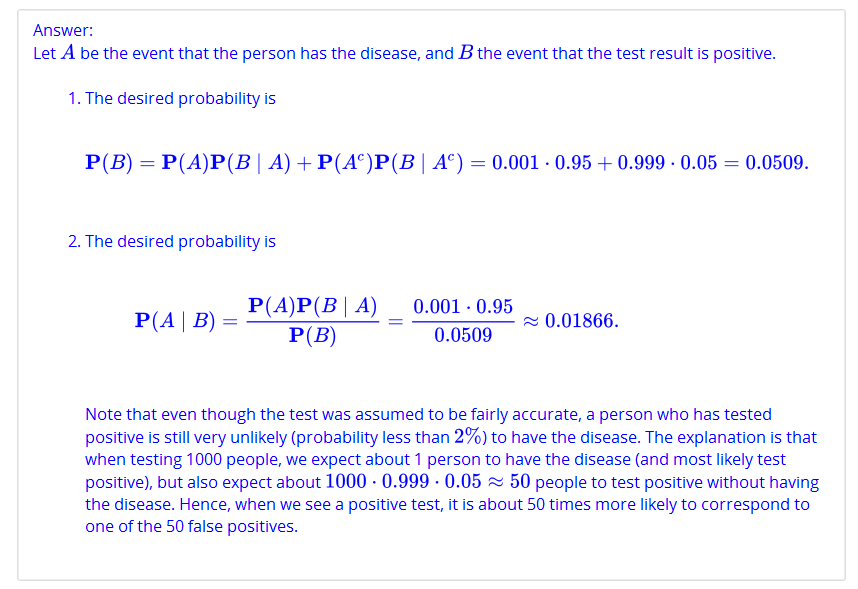 Answer:
Let A be the event that the person has the disease, and B the event that the test result is positive.
1. The desired probability is
P(B) = P(A)P(B | A) + P(Aᶜ)P(B | Aᶜ) = 0.001 · 0.95 + 0.999 · 0.05 = 0.0509.
2. The desired probability is
P(A | B) = P(A)P(B | A) / P(B) = 0.001 · 0.95 / 0.0509 ≈ 0.01866.
Note that even though the test was assumed to be fairly accurate, a person who has tested
positive is still very unlikely (probability less than 2%) to have the disease. The explanation is that
when testing 1000 people, we expect about 1 person to have the disease (and most likely test
positive), but also expect about 1000 · 0.999 · 0.05 ≈ 50 people to test positive without having
the disease. Hence, when we see a positive test, it is about 50 times more likely to correspond to
one of the 50 false positives.